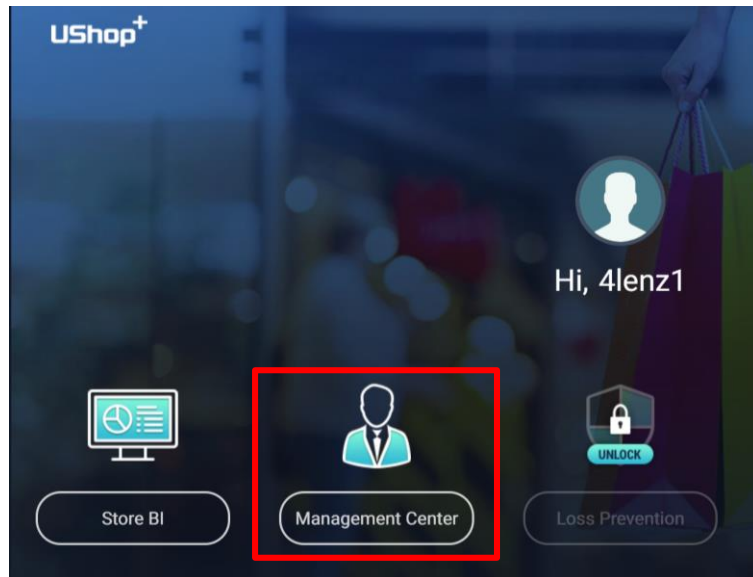 UShop+
Hi, 4lenz1
UNLOCK
Store BI
Management Center
Loss Prevention